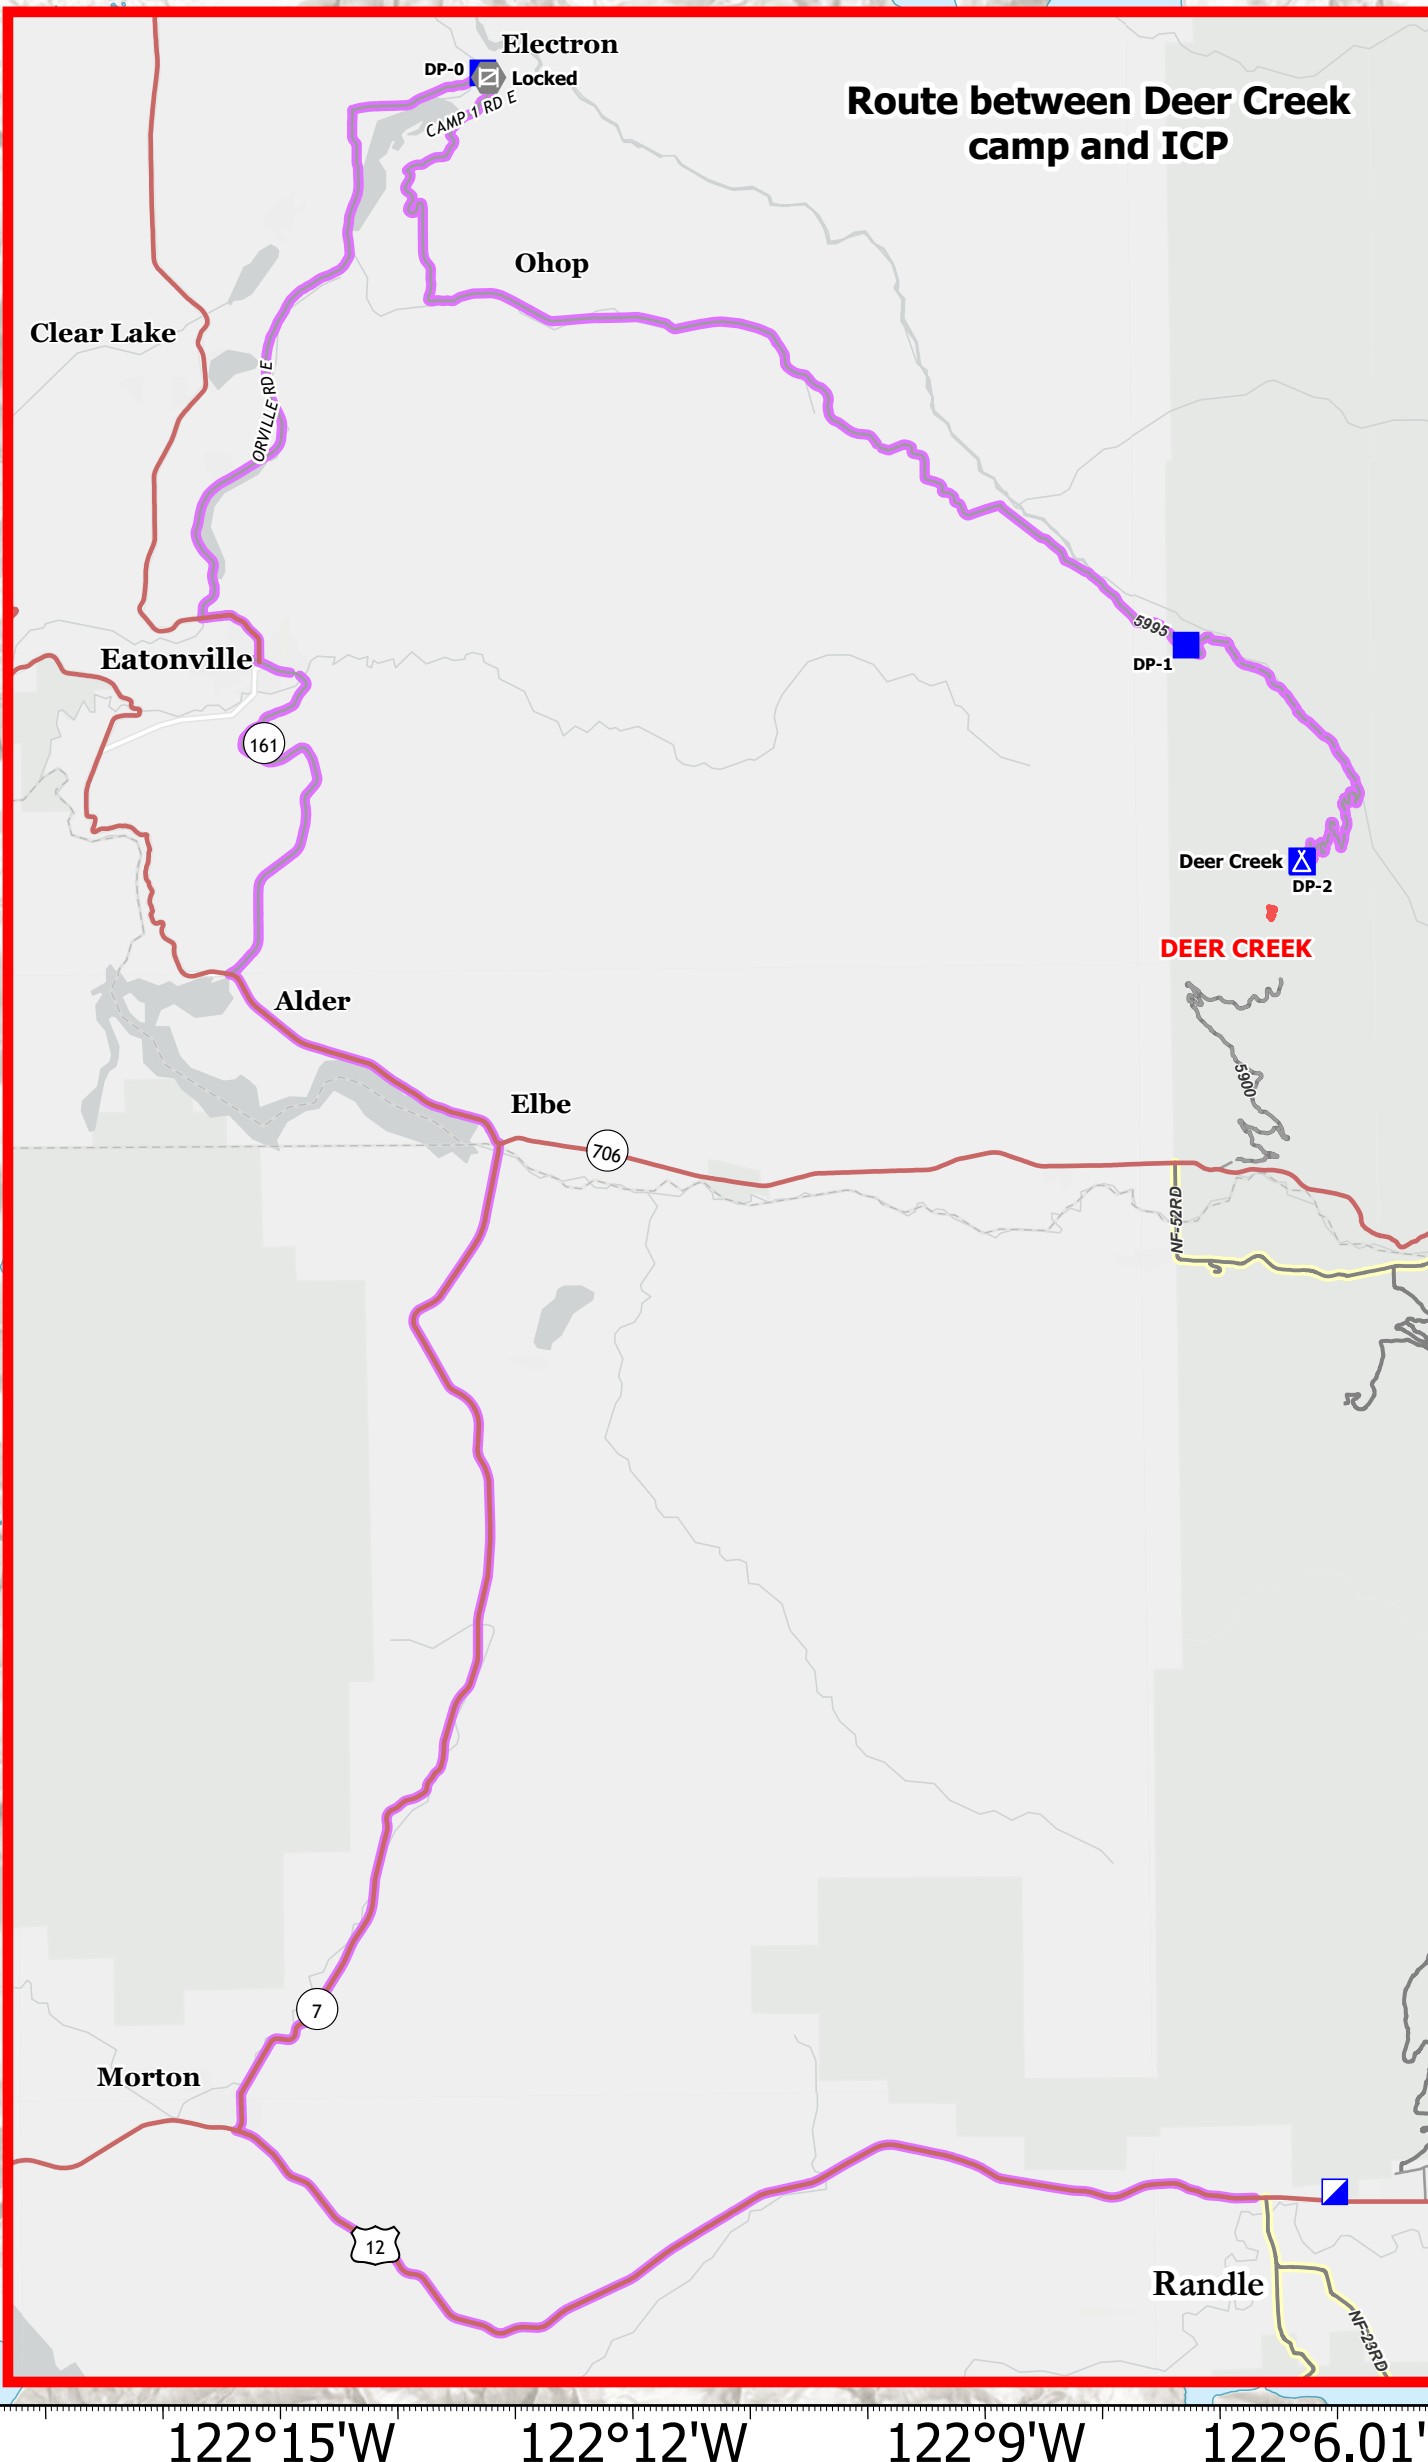 Electron
DP-0
Locked
CAMP 1 RD E
Route between Deer Creek
camp and ICP
Ohop
Clear Lake
ORVILLE RD E
5995
DP-1
Eatonville
161
Deer Creek
DP-2
DEER CREEK
Alder
5900
Elbe
706
NF-52RD
7
Morton
12
Randle
NF-23RD
122°15'W
122°12'W
122°9'W
122°6.01'